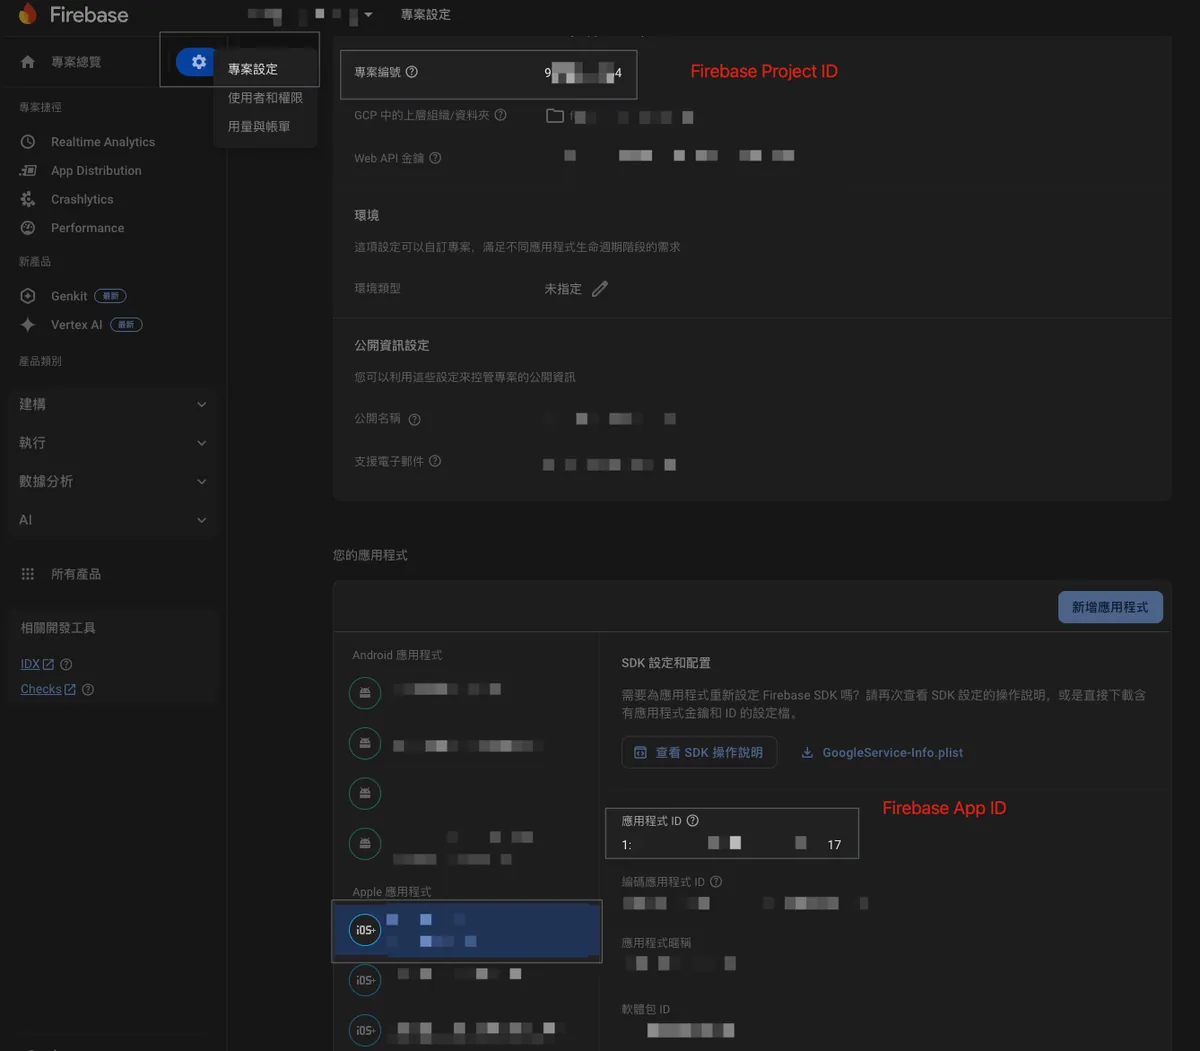 Firebase
專案設定
專案總覽
專案設定
使用者和權限
用量與帳單
專案捷徑
Realtime Analytics
App Distribution
Crashlytics
Performance
新產品
Genkit 最新
Vertex AI 最新
產品類別
建構
執行
數據分析
AI
所有產品
相關開發工具
IDX
Checks
專案編號 9 4
Firebase Project ID
GCP 中的上層組織/資料夾
Web API 金鑰
環境
這項設定可以自訂專案，滿足不同應用程式生命週期階段的需求
環境類型 未指定
公開資訊設定
您可以利用這些設定來控管專案的公開資訊
公開名稱
支援電子郵件
您的應用程式
新增應用程式
Android 應用程式
Apple 應用程式
iOS+
iOS+
iOS+
SDK 設定和配置
需要為應用程式重新設定 Firebase SDK 嗎？請再次查看 SDK 設定的操作說明，或是直接下載含
有應用程式金鑰和 ID 的設定檔。
查看 SDK 操作說明
GoogleService-Info.plist
應用程式 ID
1: 17
Firebase App ID
編碼應用程式 ID
應用程式暱稱
軟體包 ID